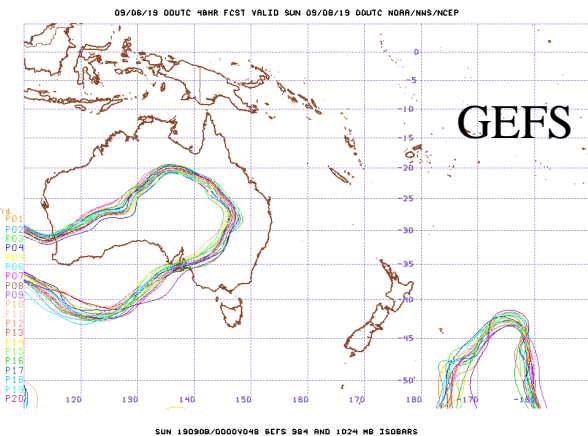 09/06/19 00UTC 48HR FCST VALID SUN 09/08/19 00UTC NOAA/NWS/NCEP
GEFS
0
-5
-10
-15
-20
-25
-30
-35
-40
-45
-50
nd
P01
P02
P03
P04
P05
P06
P07
P08
P09
P10
P11
P12
P13
P14
P15
P16
P17
P18
P19
P20
120 130 140 150 160 170 180 -170 -160
SUN 190908/0000V048 GEFS 984 AND 1024 MB ISOBARS